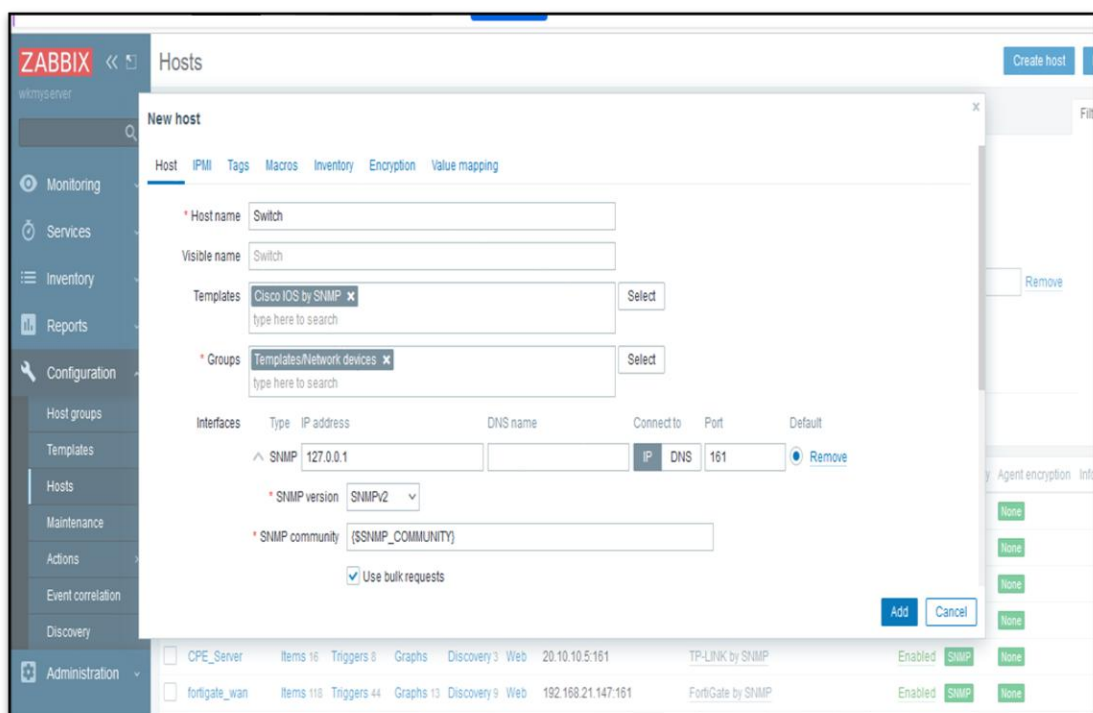 ZABBIX
Hosts
Create host
wkmyserver
New host
Host IPMI Tags Macros Inventory Encryption Value mapping
Monitoring
Services
Inventory
Reports
Configuration
Host groups
Templates
Hosts
Maintenance
Actions
Event correlation
Discovery
Administration
* Host name Switch
Visible name Switch
Templates Cisco IOS by SNMP Select
type here to search
* Groups Templates/Network devices Select
type here to search
Interfaces Type IP address DNS name Connect to Port Default
SNMP 127.0.0.1 IP DNS 161 Remove
* SNMP version SNMPv2
* SNMP community {$SNMP_COMMUNITY}
Use bulk requests
Add Cancel
Remove
Agent encryption
None
None
None
None
CPE_Server Items 16 Triggers 8 Graphs Discovery 3 Web 20.10.10.5:161 TP-LINK by SNMP Enabled SNMP None
fortigate_wan Items 118 Triggers 44 Graphs 13 Discovery 9 Web 192.168.21.147:161 FortiGate by SNMP Enabled SNMP None